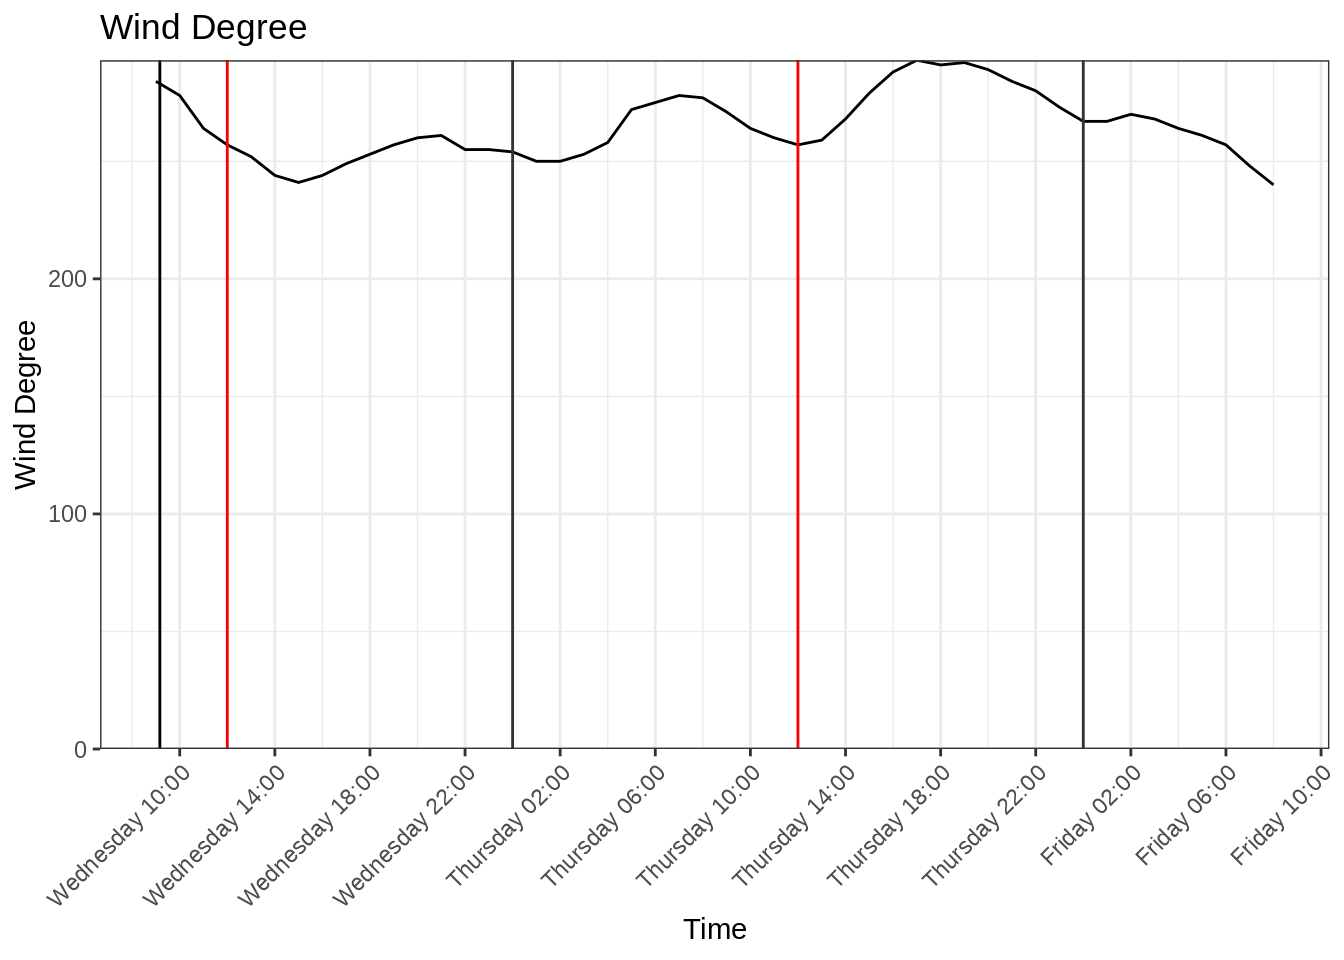 Wind Degree
Wind Degree
200
100
0
Wednesday 10:00
Wednesday 14:00
Wednesday 18:00
Wednesday 22:00
Thursday 02:00
Thursday 06:00
Thursday 10:00
Thursday 14:00
Thursday 18:00
Thursday 22:00
Friday 02:00
Friday 06:00
Friday 10:00
Time